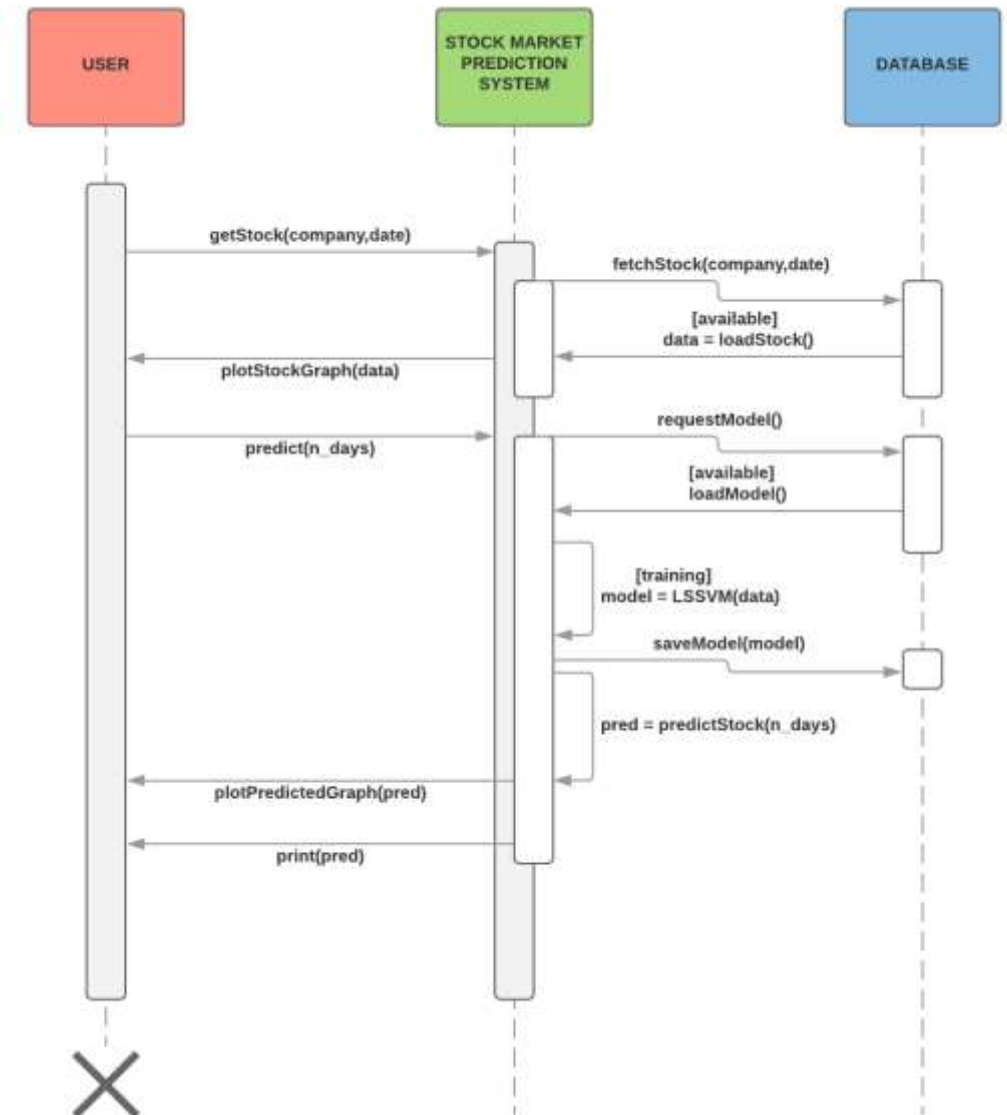 USER
STOCK MARKET
PREDICTION
SYSTEM
DATABASE
getStock(company,date)
fetchStock(company,date)
[available]
data = loadStock()
plotStockGraph(data)
requestModel()
predict(n_days)
[available]
loadModel()
[training]
model = LSSVM(data)
saveModel(model)
pred = predictStock(n_days)
plotPredictedGraph(pred)
print(pred)